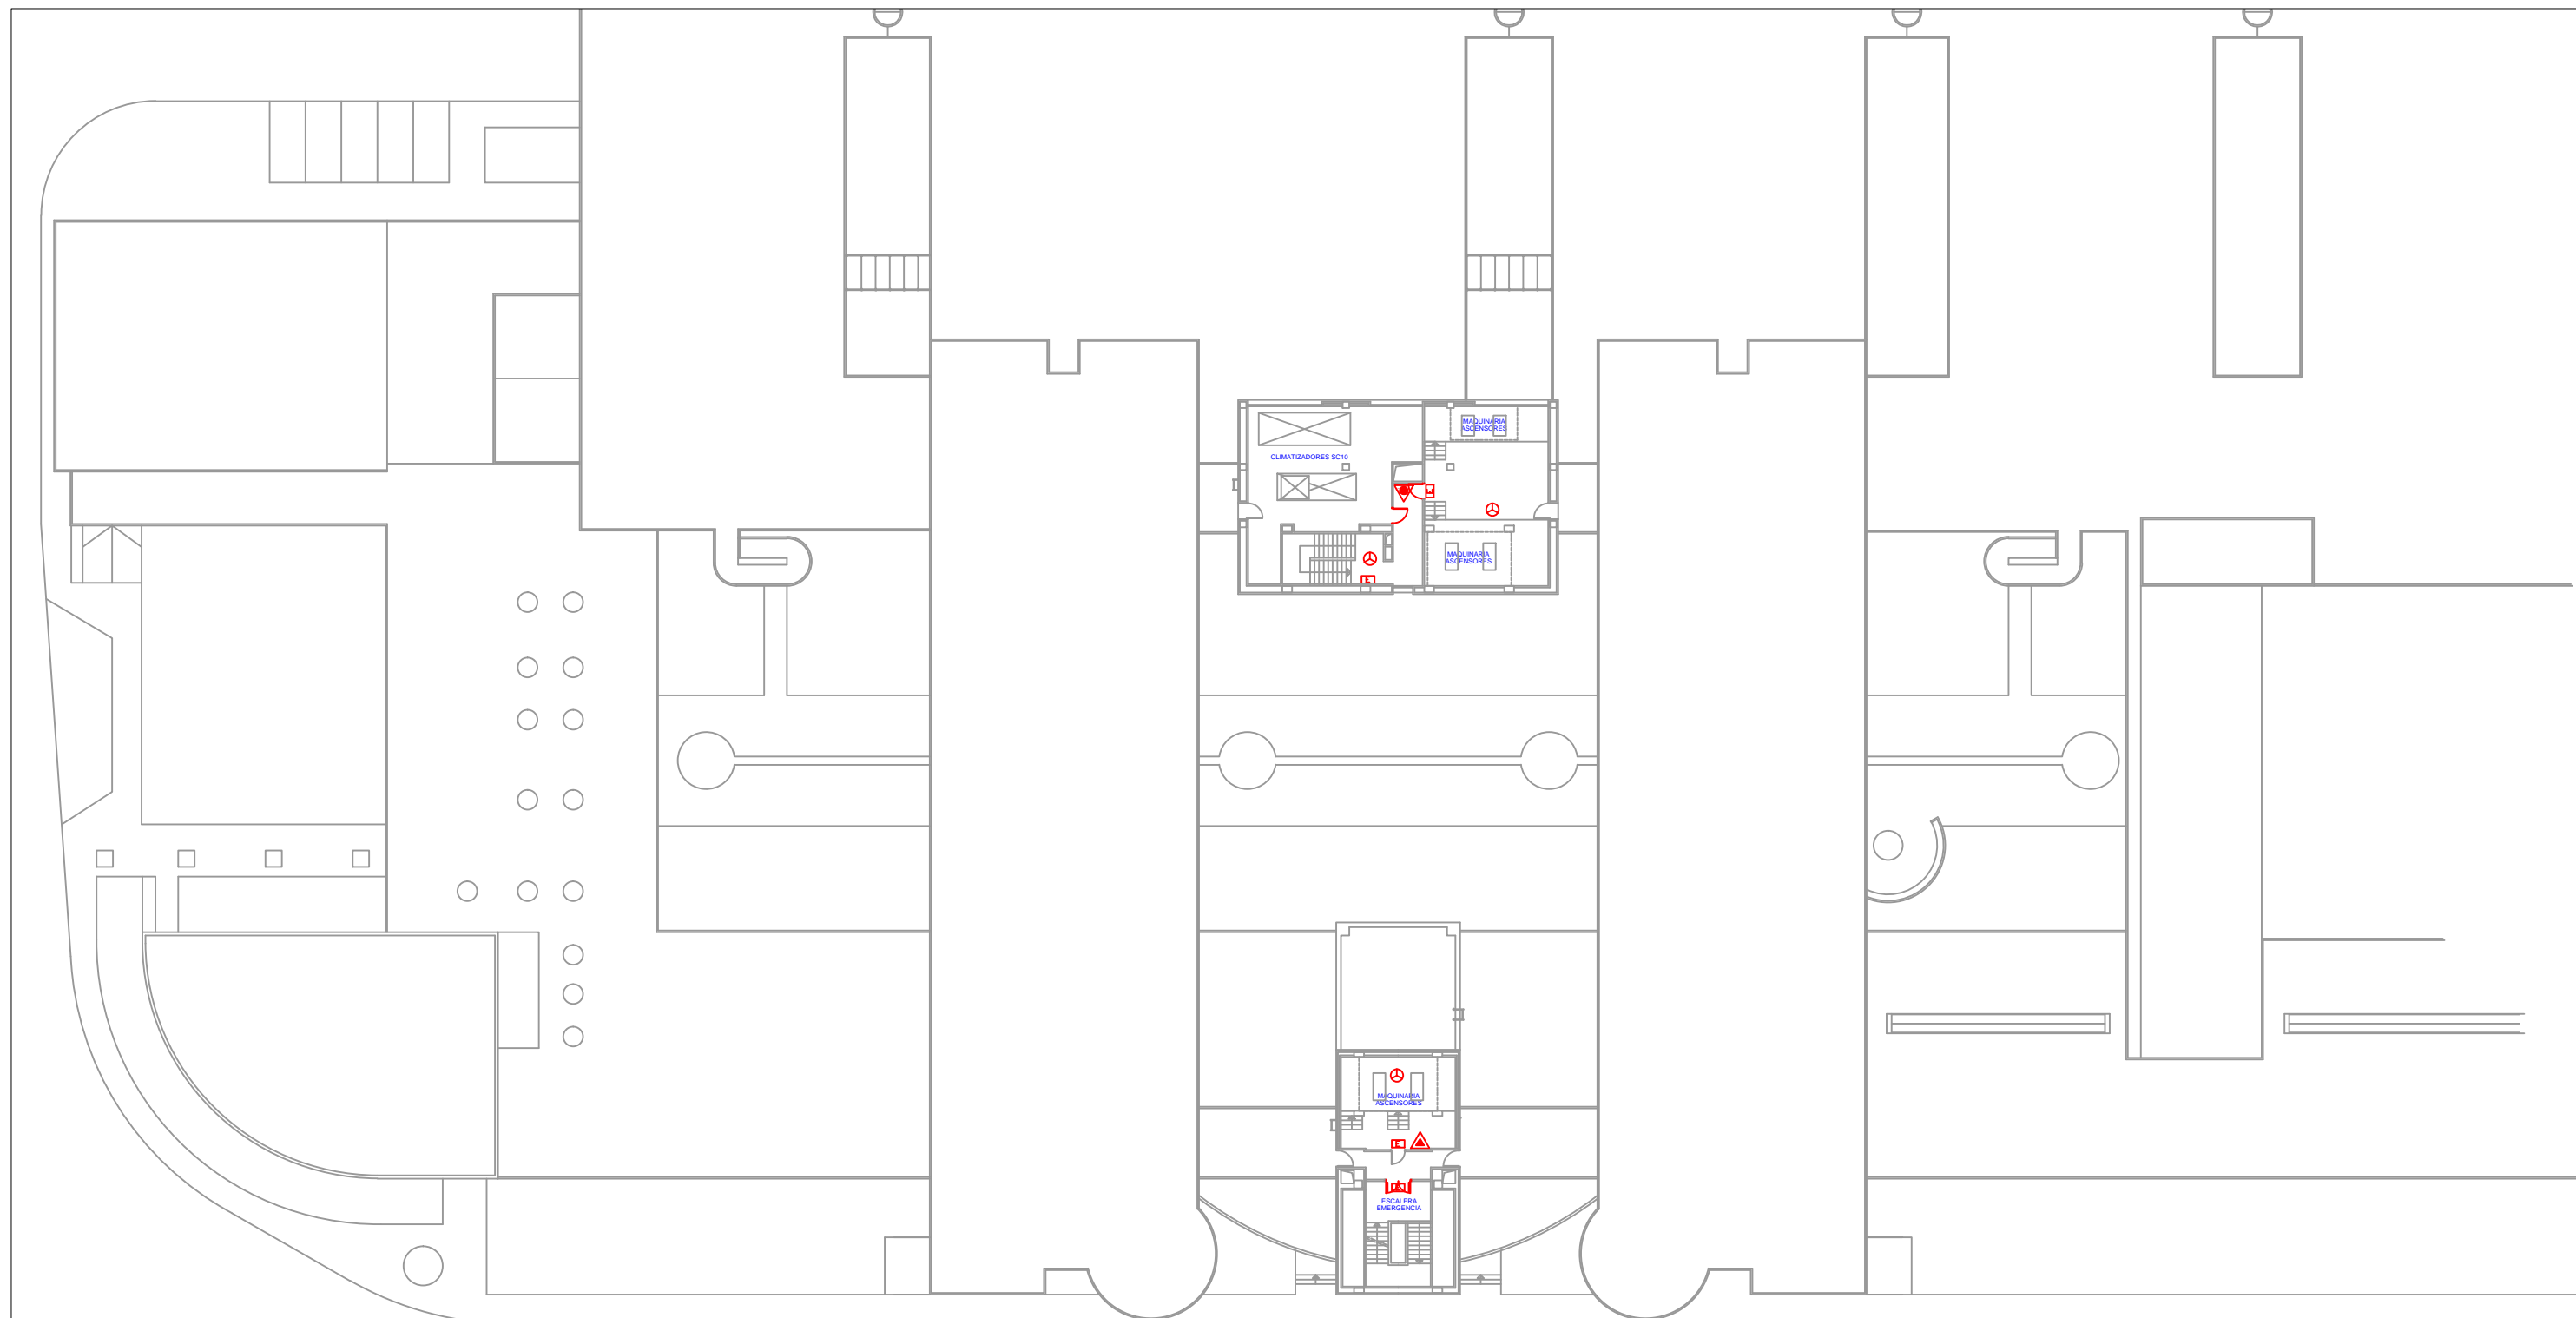 MAQUINARIA
ASCENSORES
CLIMATIZADORES SC10
E
MAQUINARIA
ASCENSORES
E
MAQUINARIA
ASCENSORES
E
E
ESCALERA
EMERGENCIA